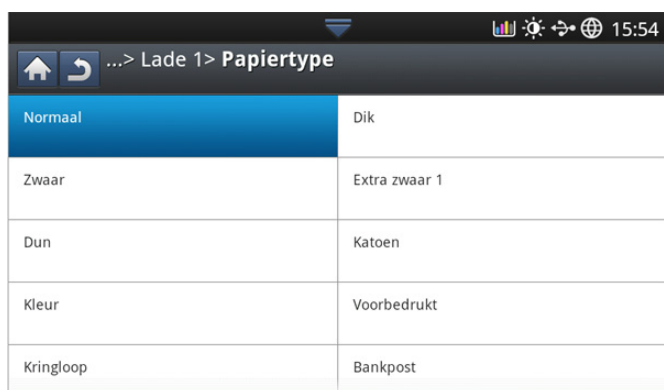 15:54
...> Lade 1> Papiertype
Normaal
Dik
Zwaar
Extra zwaar 1
Dun
Katoen
Kleur
Voorbedrukt
Kringloop
Bankpost